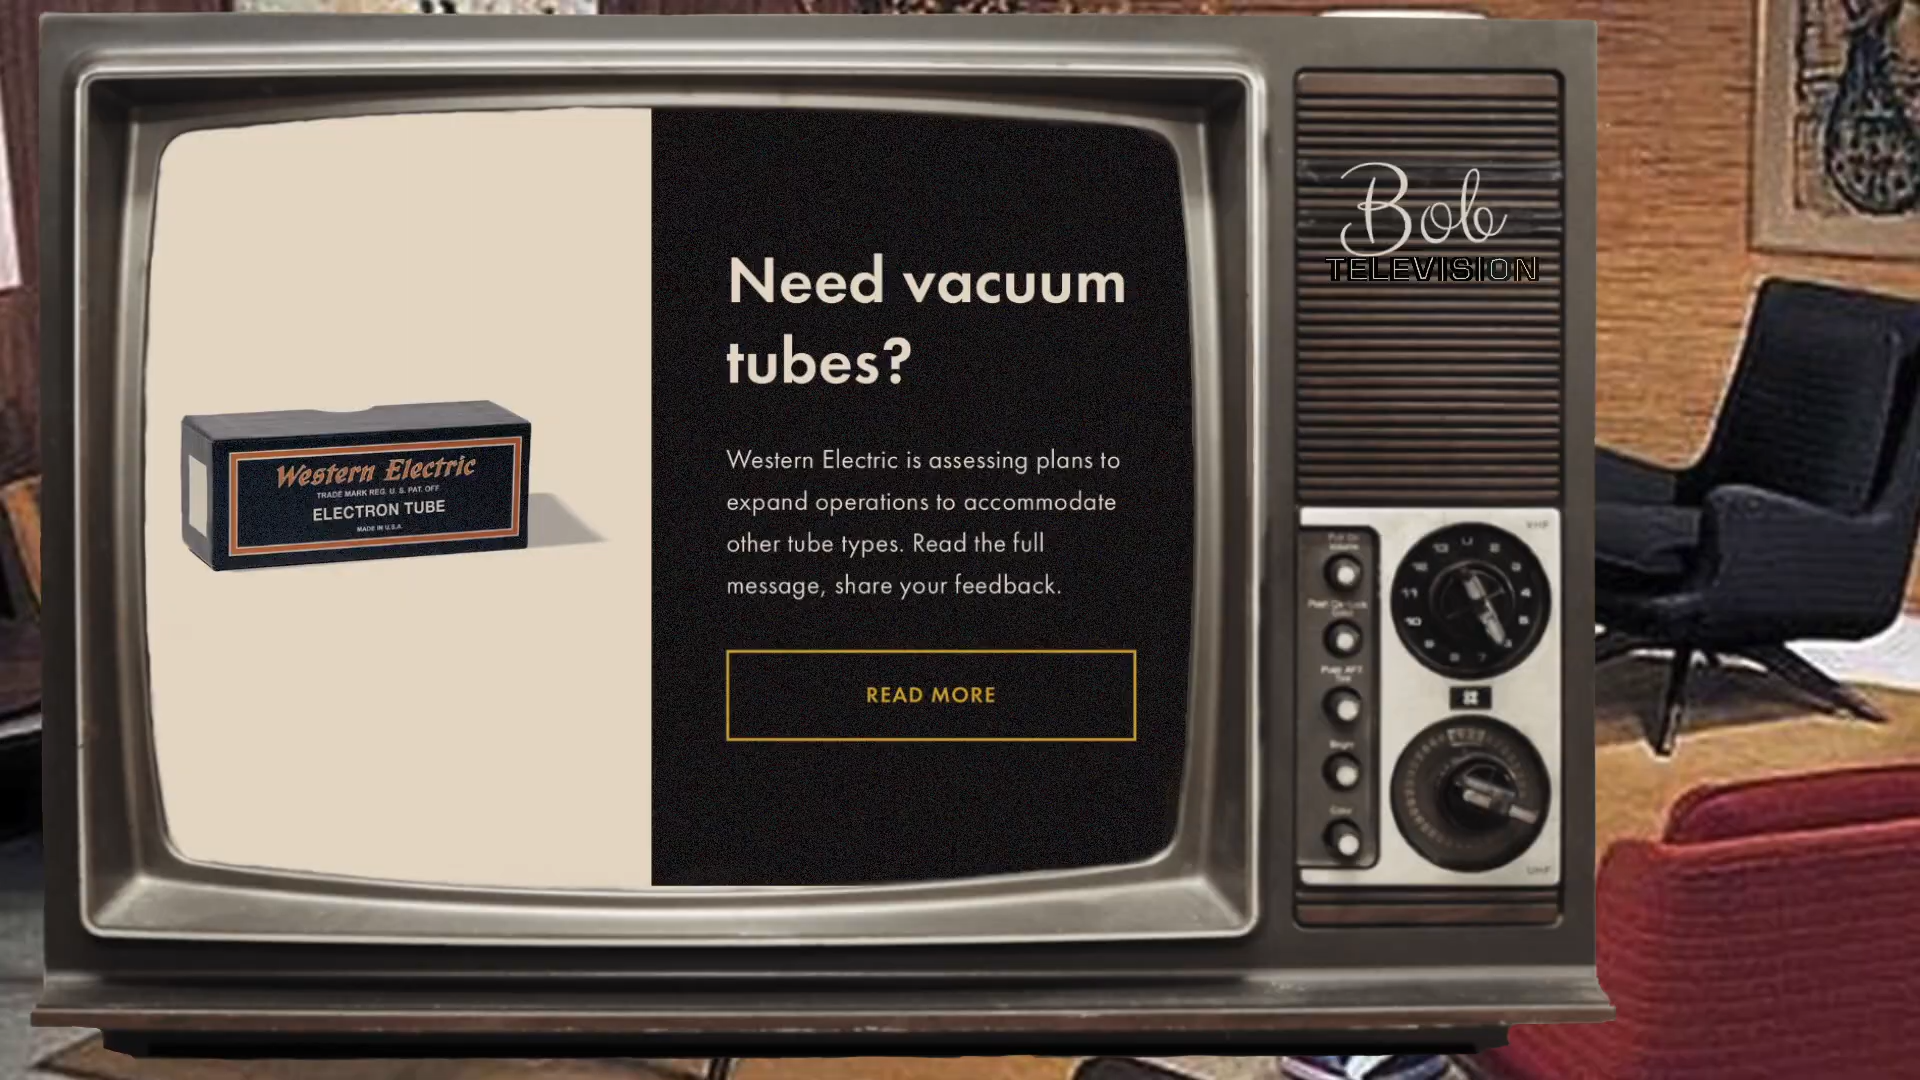 Need vacuum
tubes?
Western Electric is assessing plans to
expand operations to accommodate
other tube types. Read the full
message, share your feedback.
READ MORE
Western Electric
TRADE MARK REG. U. S. PAT. OFF
ELECTRON TUBE
MADE IN U.S.A.
Bob
TELEVISION
VHF
UHF